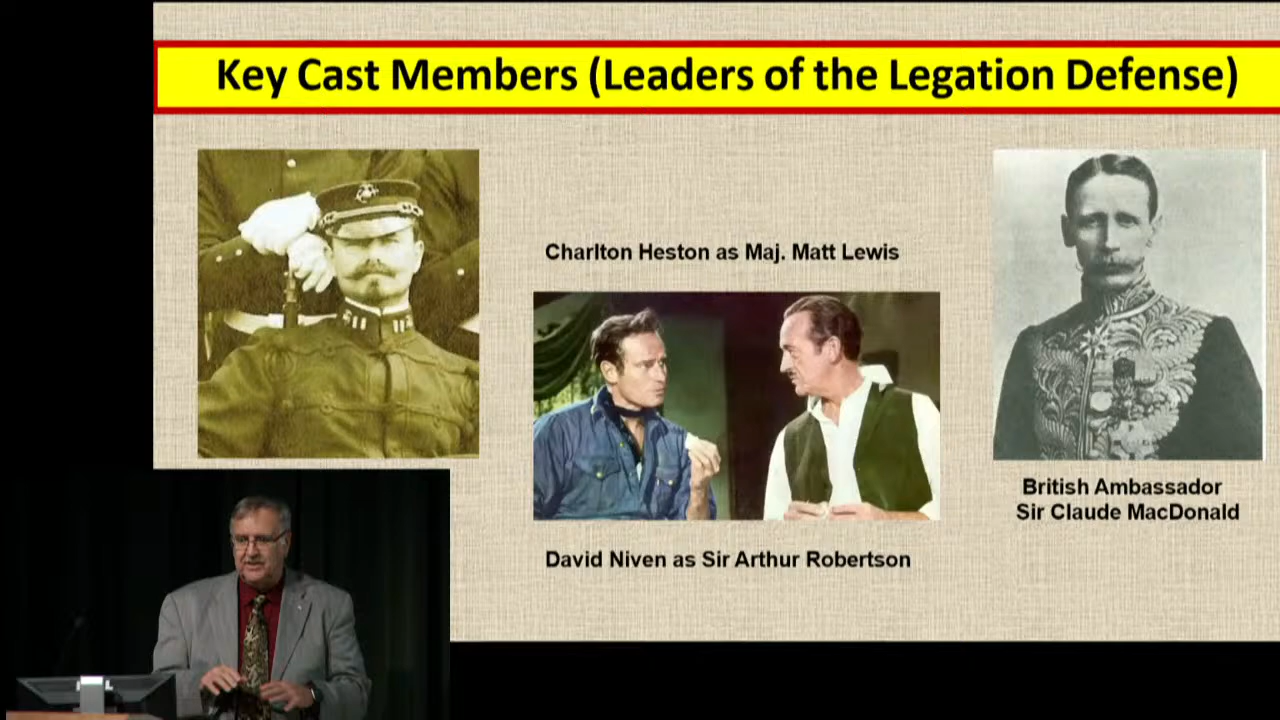 Key Cast Members (Leaders of the Legation Defense)
Charlton Heston as Maj. Matt Lewis
British Ambassador
Sir Claude MacDonald
David Niven as Sir Arthur Robertson